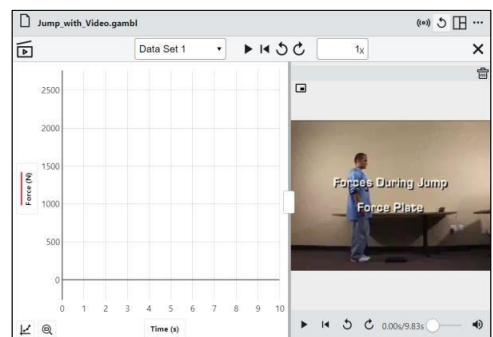 Jump_with_Video.gambl
Data Set 1
1x
2500
2000
1500
1000
500
0
Force (N)
0 1 2 3 4 5 6 7 8 9 10
Time (s)
Forces During Jump
Force Plate
0.00s/9.83s